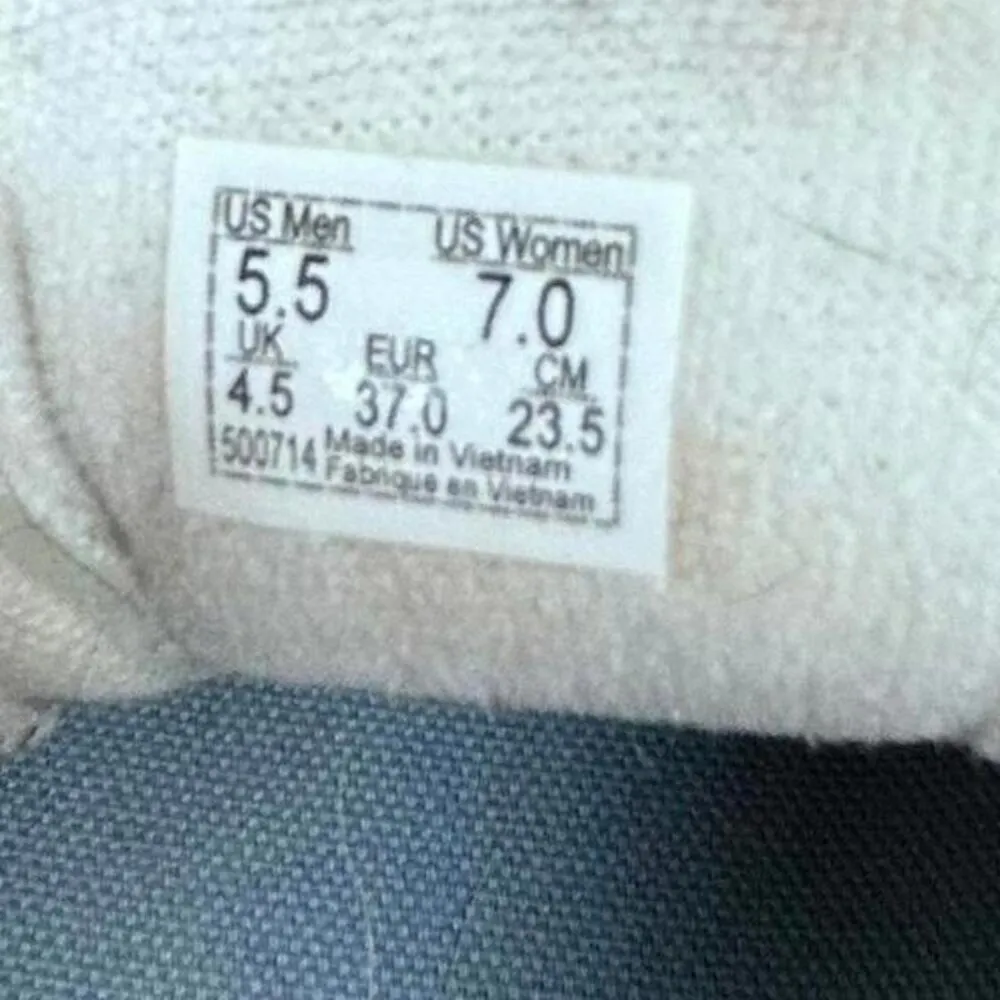 US Men US Women
5.5 7.0
UK EUR CM
4.5 37.0 23.5
500714 Made in Vietnam
Fabrique en Vietnam